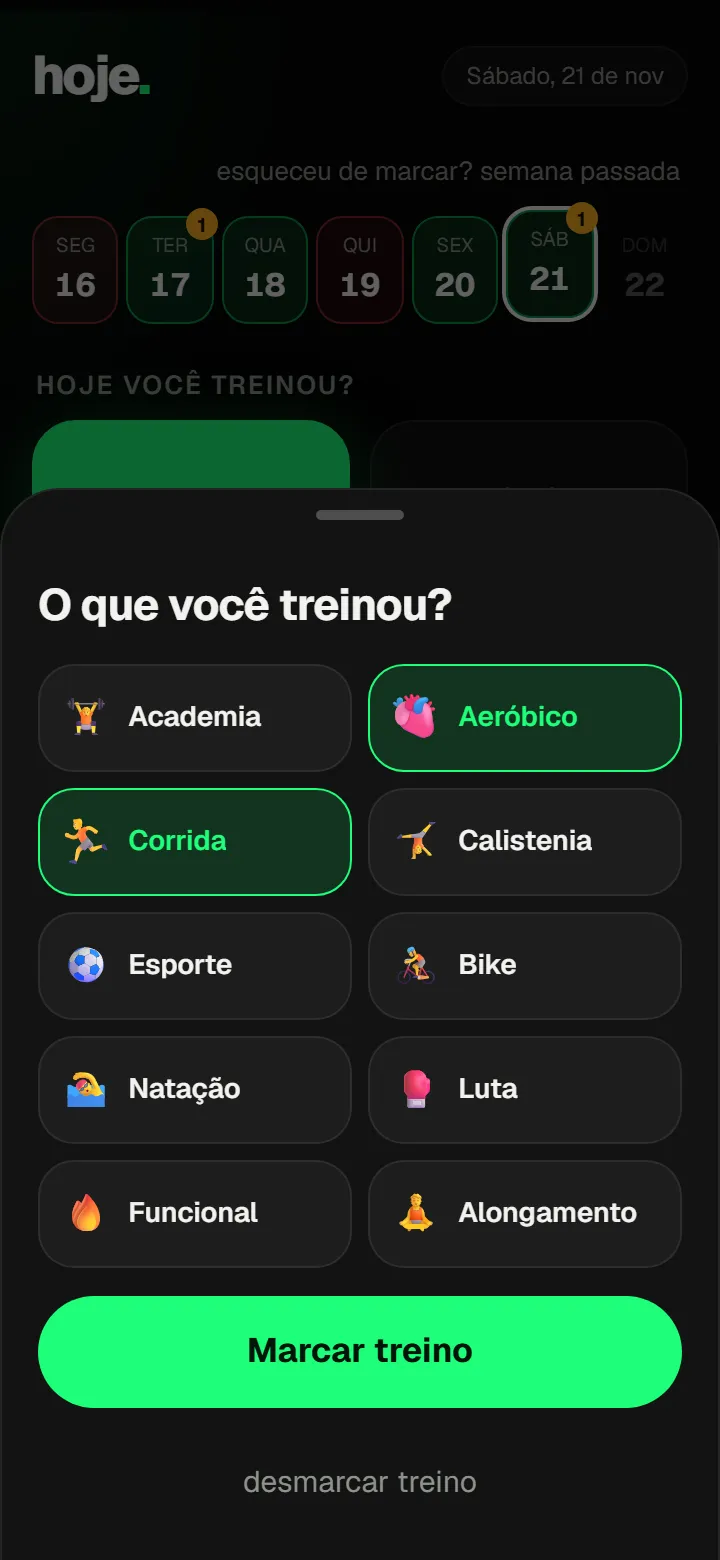 hoje.
Sábado, 21 de nov
esqueceu de marcar? semana passada
SEG TER QUA QUI SEX SÁB DOM
1 1
16 17 18 19 20 21 22
HOJE VOCÊ TREINOU?
O que você treinou?
Academia
Aeróbico
Corrida
Calistenia
Esporte
Bike
Natação
Luta
Funcional
Alongamento
Marcar treino
desmarcar treino